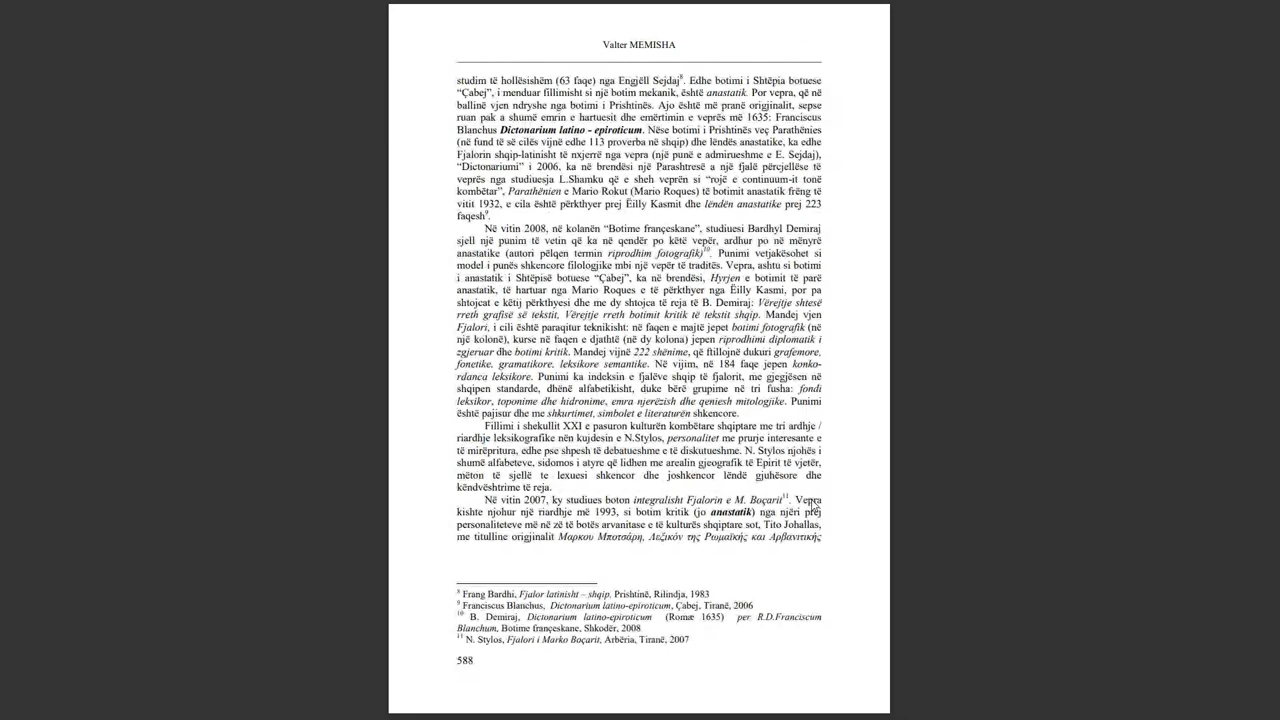 Valter MEMISHA
studim të hollësishëm (63 faqe) nga Engjëll Sejdaj8. Edhe botimi i Shtëpia botuese
“Çabej”, i menduar fillimisht si një botim mekanik, është anastatik. Por vepra, që në
ballinë vjen ndryshe nga botimi i Prishtinës. Ajo është më pranë origjinalit, sepse
ruan pak a shumë emrin e hartuesit dhe emërtimin e veprës më 1635: Franciscus
Blanchus Dictonarium latino - epiroticum. Nëse botimi i Prishtinës veç Parathënies
(në fund të së cilës vijnë edhe 113 proverba në shqip) dhe lëndës anastatike, ka edhe
Fjalorin shqip-latinisht të nxjerrë nga vepra (një punë e admirueshme e E. Sejdaj),
“Dictonariumi” i 2006, ka në brendësi një Parashtresë a një fjalë përcjellëse të
veprës nga studiuesja L.Shamku që e sheh veprën si “rojë e continuum-it tonë
kombëtar”, Parathënien e Mario Rokut (Mario Roques) të botimit anastatik frëng të
vitit 1932, e cila është përkthyer prej Ëilly Kasmit dhe lëndën anastatike prej 223
faqesh9.
Në vitin 2008, në kolanën “Botime françeskane”, studiuesi Bardhyl Demiraj
sjell një punim të vetin që ka në qendër po këtë vepër, ardhur po në mënyrë
anastatike (autori pëlqen termin riprodhim fotografik)10. Punimi vetjakësohet si
model i punës shkencore filologjike mbi një vepër të traditës. Vepra, ashtu si botimi
i anastatik i Shtëpisë botuese “Çabej”, ka në brendësi, Hyrjen e botimit të parë
anastatik, të hartuar nga Mario Roques e të përkthyer nga Ëilly Kasmi, por pa
shtojcat e këtij përkthyesi dhe me dy shtojca të reja të B. Demiraj: Vërejtje shtesë
rreth grafisë së tekstit, Vërejtje rreth botimit kritik të tekstit shqip. Mandej vjen
Fjalori, i cili është paraqitur teknikisht: në faqen e majtë jepet botimi fotografik (në
një kolonë), kurse në faqen e djathtë (në dy kolona) jepen riprodhimi diplomatik i
zgjeruar dhe botimi kritik. Mandej vijnë 222 shënime, që ftillojnë dukuri grafemore,
fonetike, gramatikore, leksikore semantike. Në vijim, në 184 faqe jepen konko-
rdanca leksikore. Punimi ka indeksin e fjalëve shqip të fjalorit, me gjegjësen në
shqipen standarde, dhënë alfabetikisht, duke bërë grupime në tri fusha: fondi
leksikor, toponime dhe hidronime, emra njerëzish dhe qeniesh mitologjike. Punimi
është pajisur dhe me shkurtimet, simbolet e literaturën shkencore.
Fillimi i shekullit XXI e pasuron kulturën kombëtare shqiptare me tri ardhje /
riardhje leksikografike nën kujdesin e N.Stylos, personalitet me prurje interesante e
të mirëpritura, edhe pse shpesh të debatueshme e të diskutueshme. N. Stylos njohës i
shumë alfabeteve, sidomos i atyre që lidhen me arealin gjeografik të Epirit të vjetër,
mëton të sjellë te lexuesi shkencor dhe joshkencor lëndë gjuhësore dhe
këndvështrime të reja.
Në vitin 2007, ky studiues boton integralisht Fjalorin e M. Boçarit11. Vepra
kishte njohur një riardhje më 1993, si botim kritik (jo anastatik) nga njëri prej
personaliteteve më në zë të botës arvanitase e të kulturës shqiptare sot, Tito Johallas,
me titulline origjinalit Μαρκου Μποτσάρη, Λεξικόν της Ρωμαϊκής και Αρβανιτικής
8 Frang Bardhi, Fjalor latinisht – shqip, Prishtinë, Rilindja, 1983
9 Franciscus Blanchus, Dictonarium latino-epiroticum, Çabej, Tiranë, 2006
10 B. Demiraj, Dictonarium latino-epiroticum (Romæ 1635) per R.D.Franciscum
Blanchum, Botime françeskane, Shkodër, 2008
11 N. Stylos, Fjalori i Marko Boçarit, Arbëria, Tiranë, 2007
588